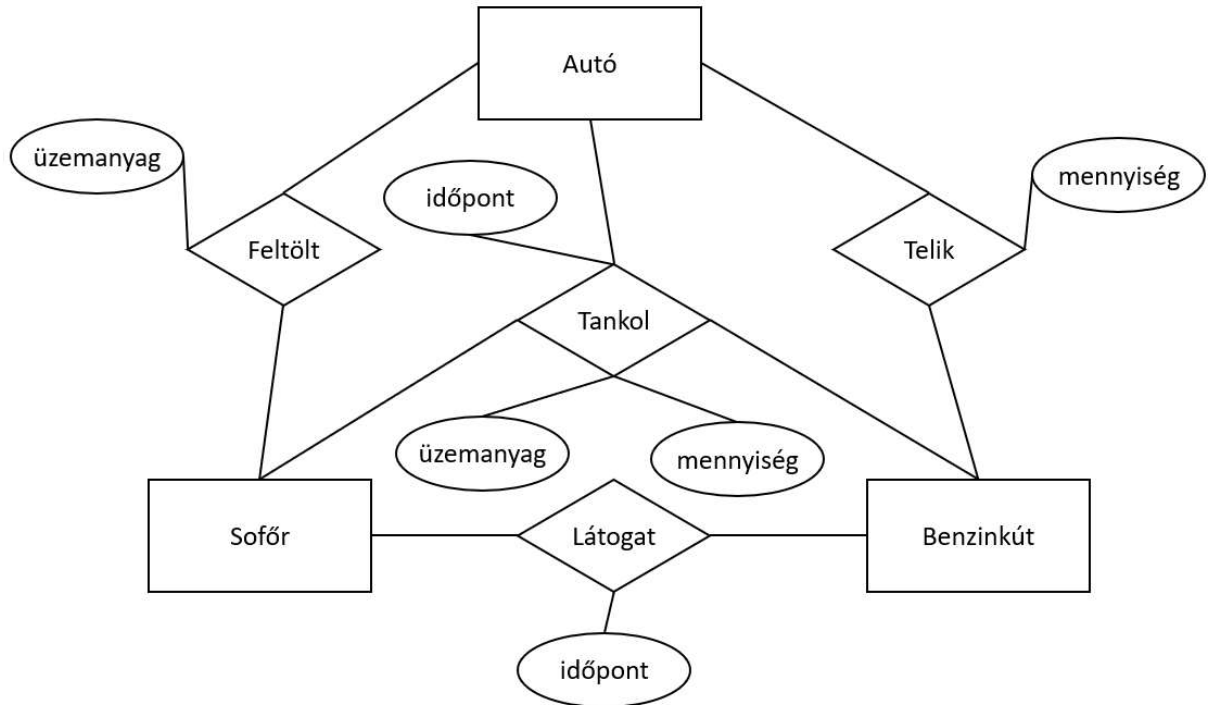 Autó
üzemanyag
mennyiség
időpont
Feltölt
Telik
Tankol
üzemanyag
mennyiség
Sofőr
Látogat
Benzinkút
időpont